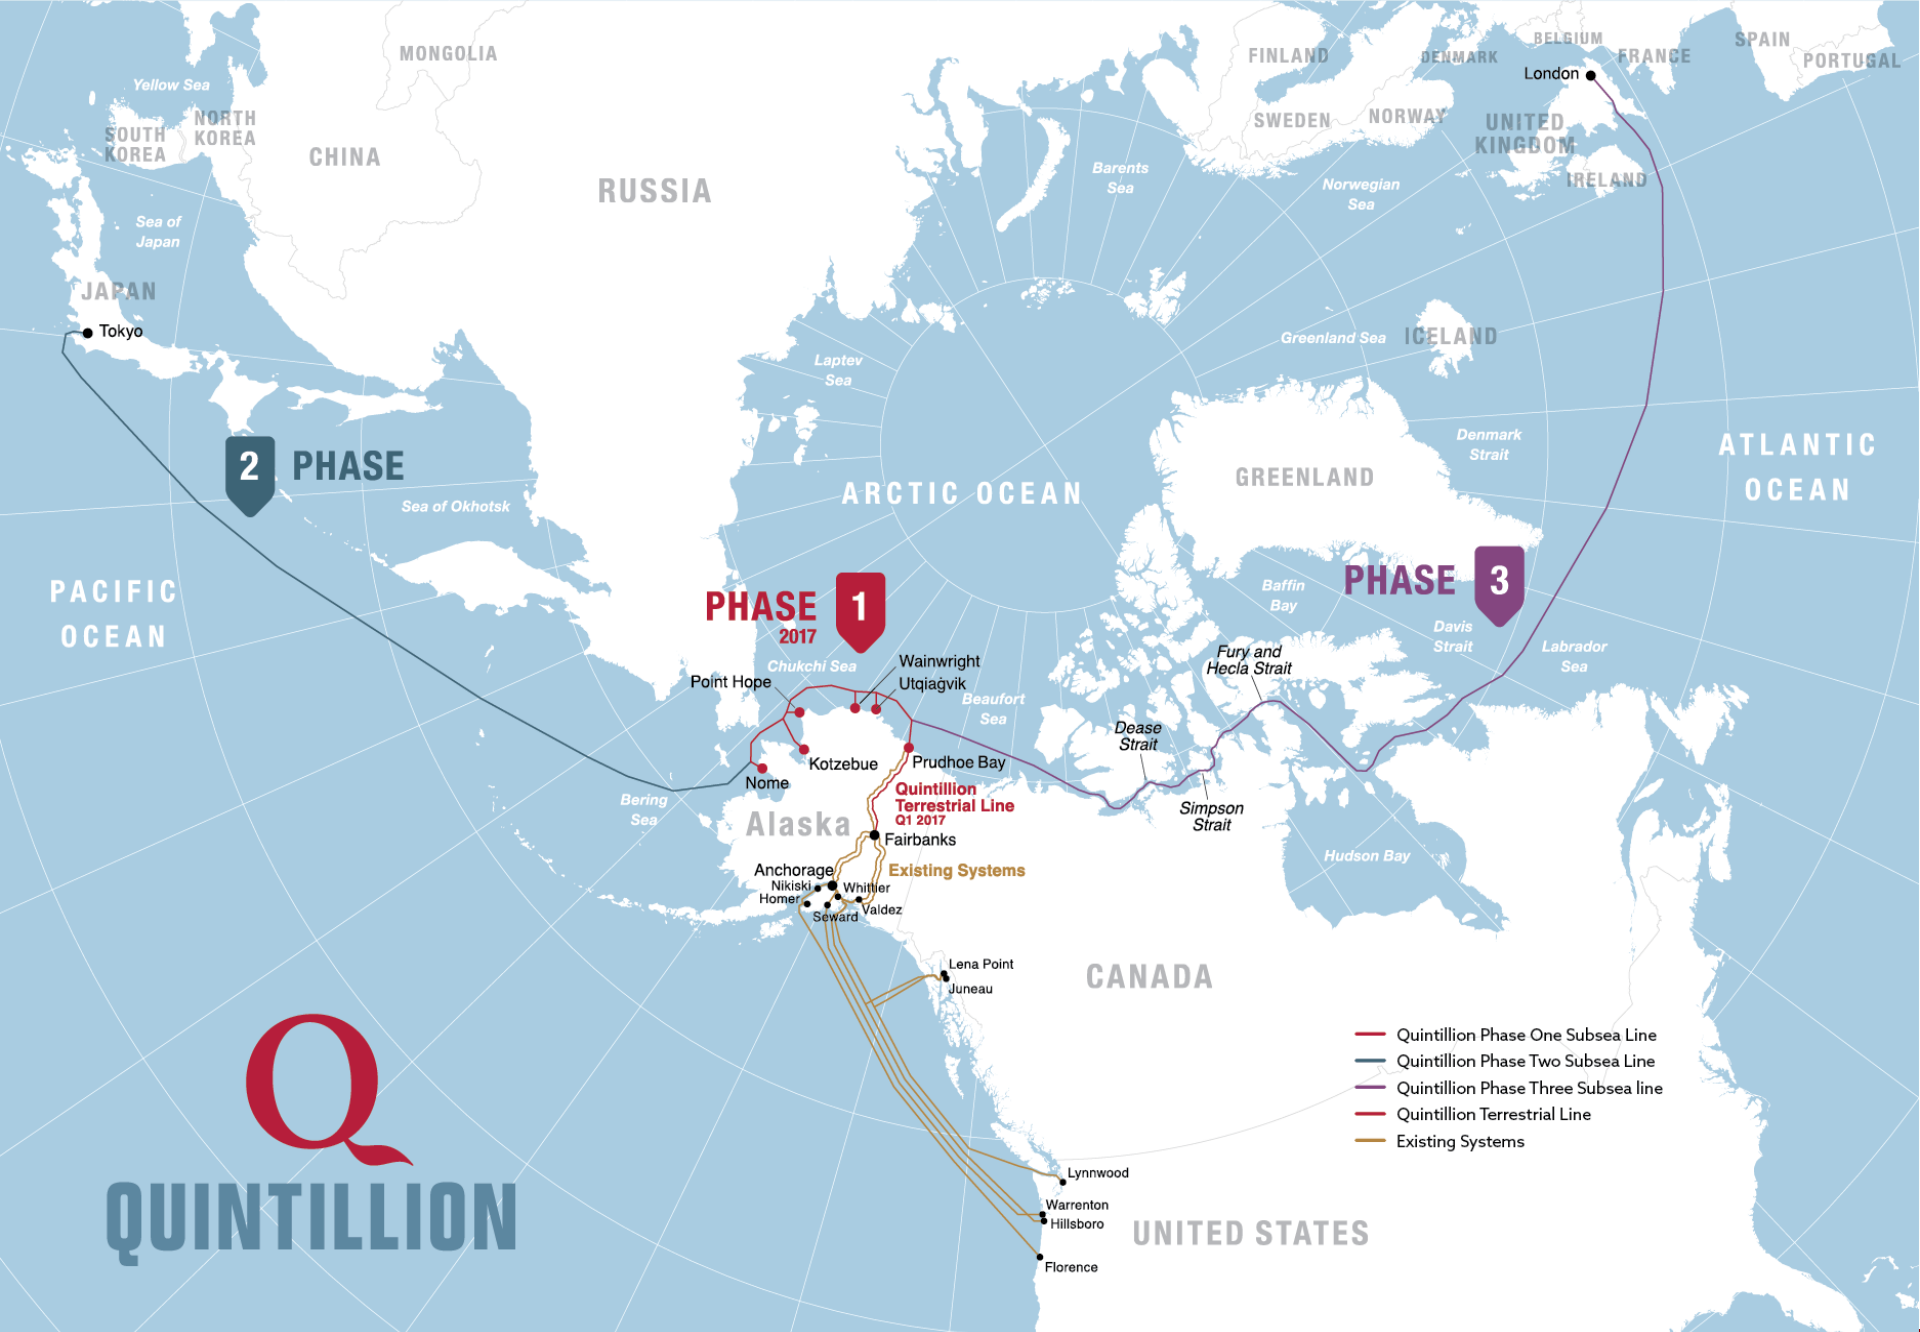 MONGOLIA
Yellow Sea
NORTH
KOREA
SOUTH
KOREA
CHINA
RUSSIA
Sea of
Japan
JAPAN
Tokyo
FINLAND
SWEDEN
NORWAY
DENMARK
BELGIUM
FRANCE
SPAIN
PORTUGAL
London
UNITED
KINGDOM
IRELAND
Barents
Sea
Norwegian
Sea
Greenland Sea
ICELAND
Laptev
Sea
2 PHASE
Sea of Okhotsk
ARCTIC OCEAN
GREENLAND
Denmark
Strait
ATLANTIC
OCEAN
PACIFIC
OCEAN
PHASE 1
2017
PHASE 3
Baffin
Bay
Davis
Strait
Labrador
Sea
Chukchi Sea
Wainwright
Utqiaġvik
Point Hope
Beaufort
Sea
Fury and
Hecla Strait
Dease
Strait
Simpson
Strait
Kotzebue
Prudhoe Bay
Nome
Bering
Sea
Quintillion
Terrestrial Line
Q1 2017
Alaska
Fairbanks
Existing Systems
Anchorage
Nikiski
Whittier
Homer
Seward
Valdez
Hudson Bay
Lena Point
Juneau
CANADA
Quintillion Phase One Subsea Line
Quintillion Phase Two Subsea Line
Quintillion Phase Three Subsea line
Quintillion Terrestrial Line
Existing Systems
Lynnwood
Warrenton
Hillsboro
Florence
UNITED STATES
Q
QUINTILLION